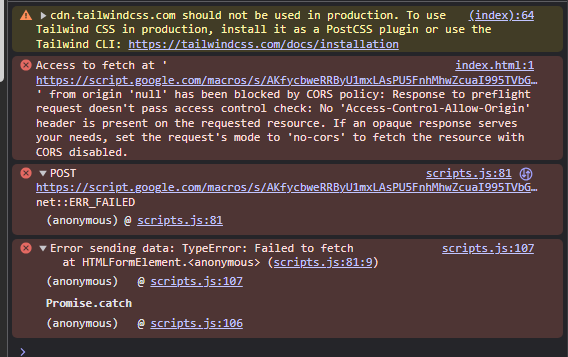 cdn.tailwindcss.com should not be used in production. To use (index):64
Tailwind CSS in production, install it as a PostCSS plugin or use the
Tailwind CLI: https://tailwindcss.com/docs/installation
Access to fetch at ' index.html:1
https://script.google.com/macros/s/AKfycbweRRByU1mxLAsPU5FnhMhwZcuaI995TVbG…
' from origin 'null' has been blocked by CORS policy: Response to preflight
request doesn't pass access control check: No 'Access-Control-Allow-Origin'
header is present on the requested resource. If an opaque response serves
your needs, set the request's mode to 'no-cors' to fetch the resource with
CORS disabled.
POST scripts.js:81
https://script.google.com/macros/s/AKfycbweRRByU1mxLAsPU5FnhMhwZcuaI995TVbG…
net::ERR_FAILED
(anonymous) @ scripts.js:81
Error sending data: TypeError: Failed to fetch scripts.js:107
at HTMLFormElement.<anonymous> (scripts.js:81:9)
(anonymous) @ scripts.js:107
Promise.catch
(anonymous) @ scripts.js:106